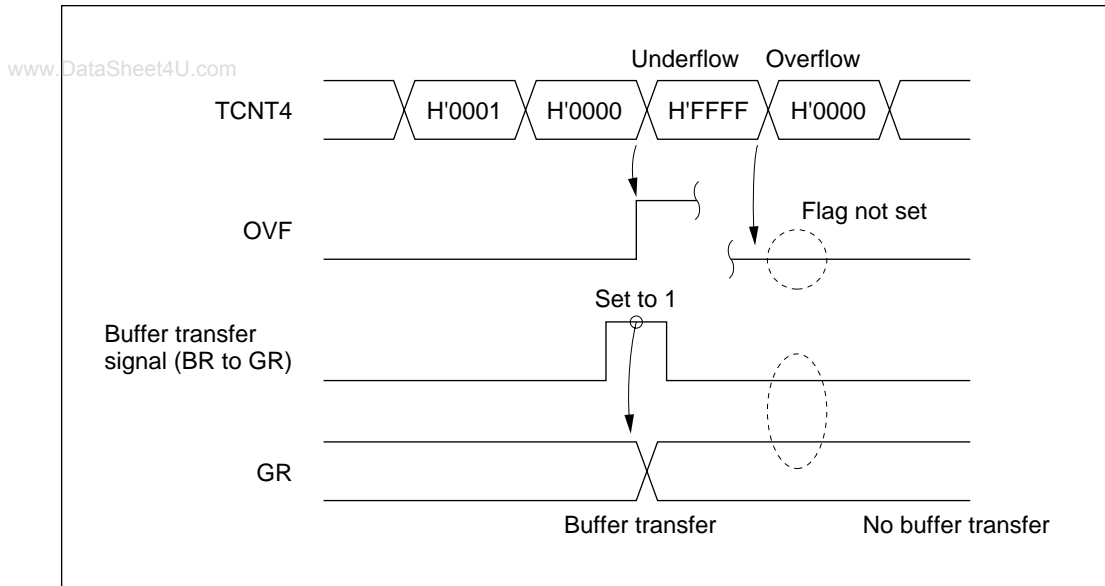 www.DataSheet4U.com
Underflow Overflow
TCNT4 H'0001 H'0000 H'FFFF H'0000
OVF
Flag not set
Set to 1
Buffer transfer
signal (BR to GR)
GR
Buffer transfer No buffer transfer